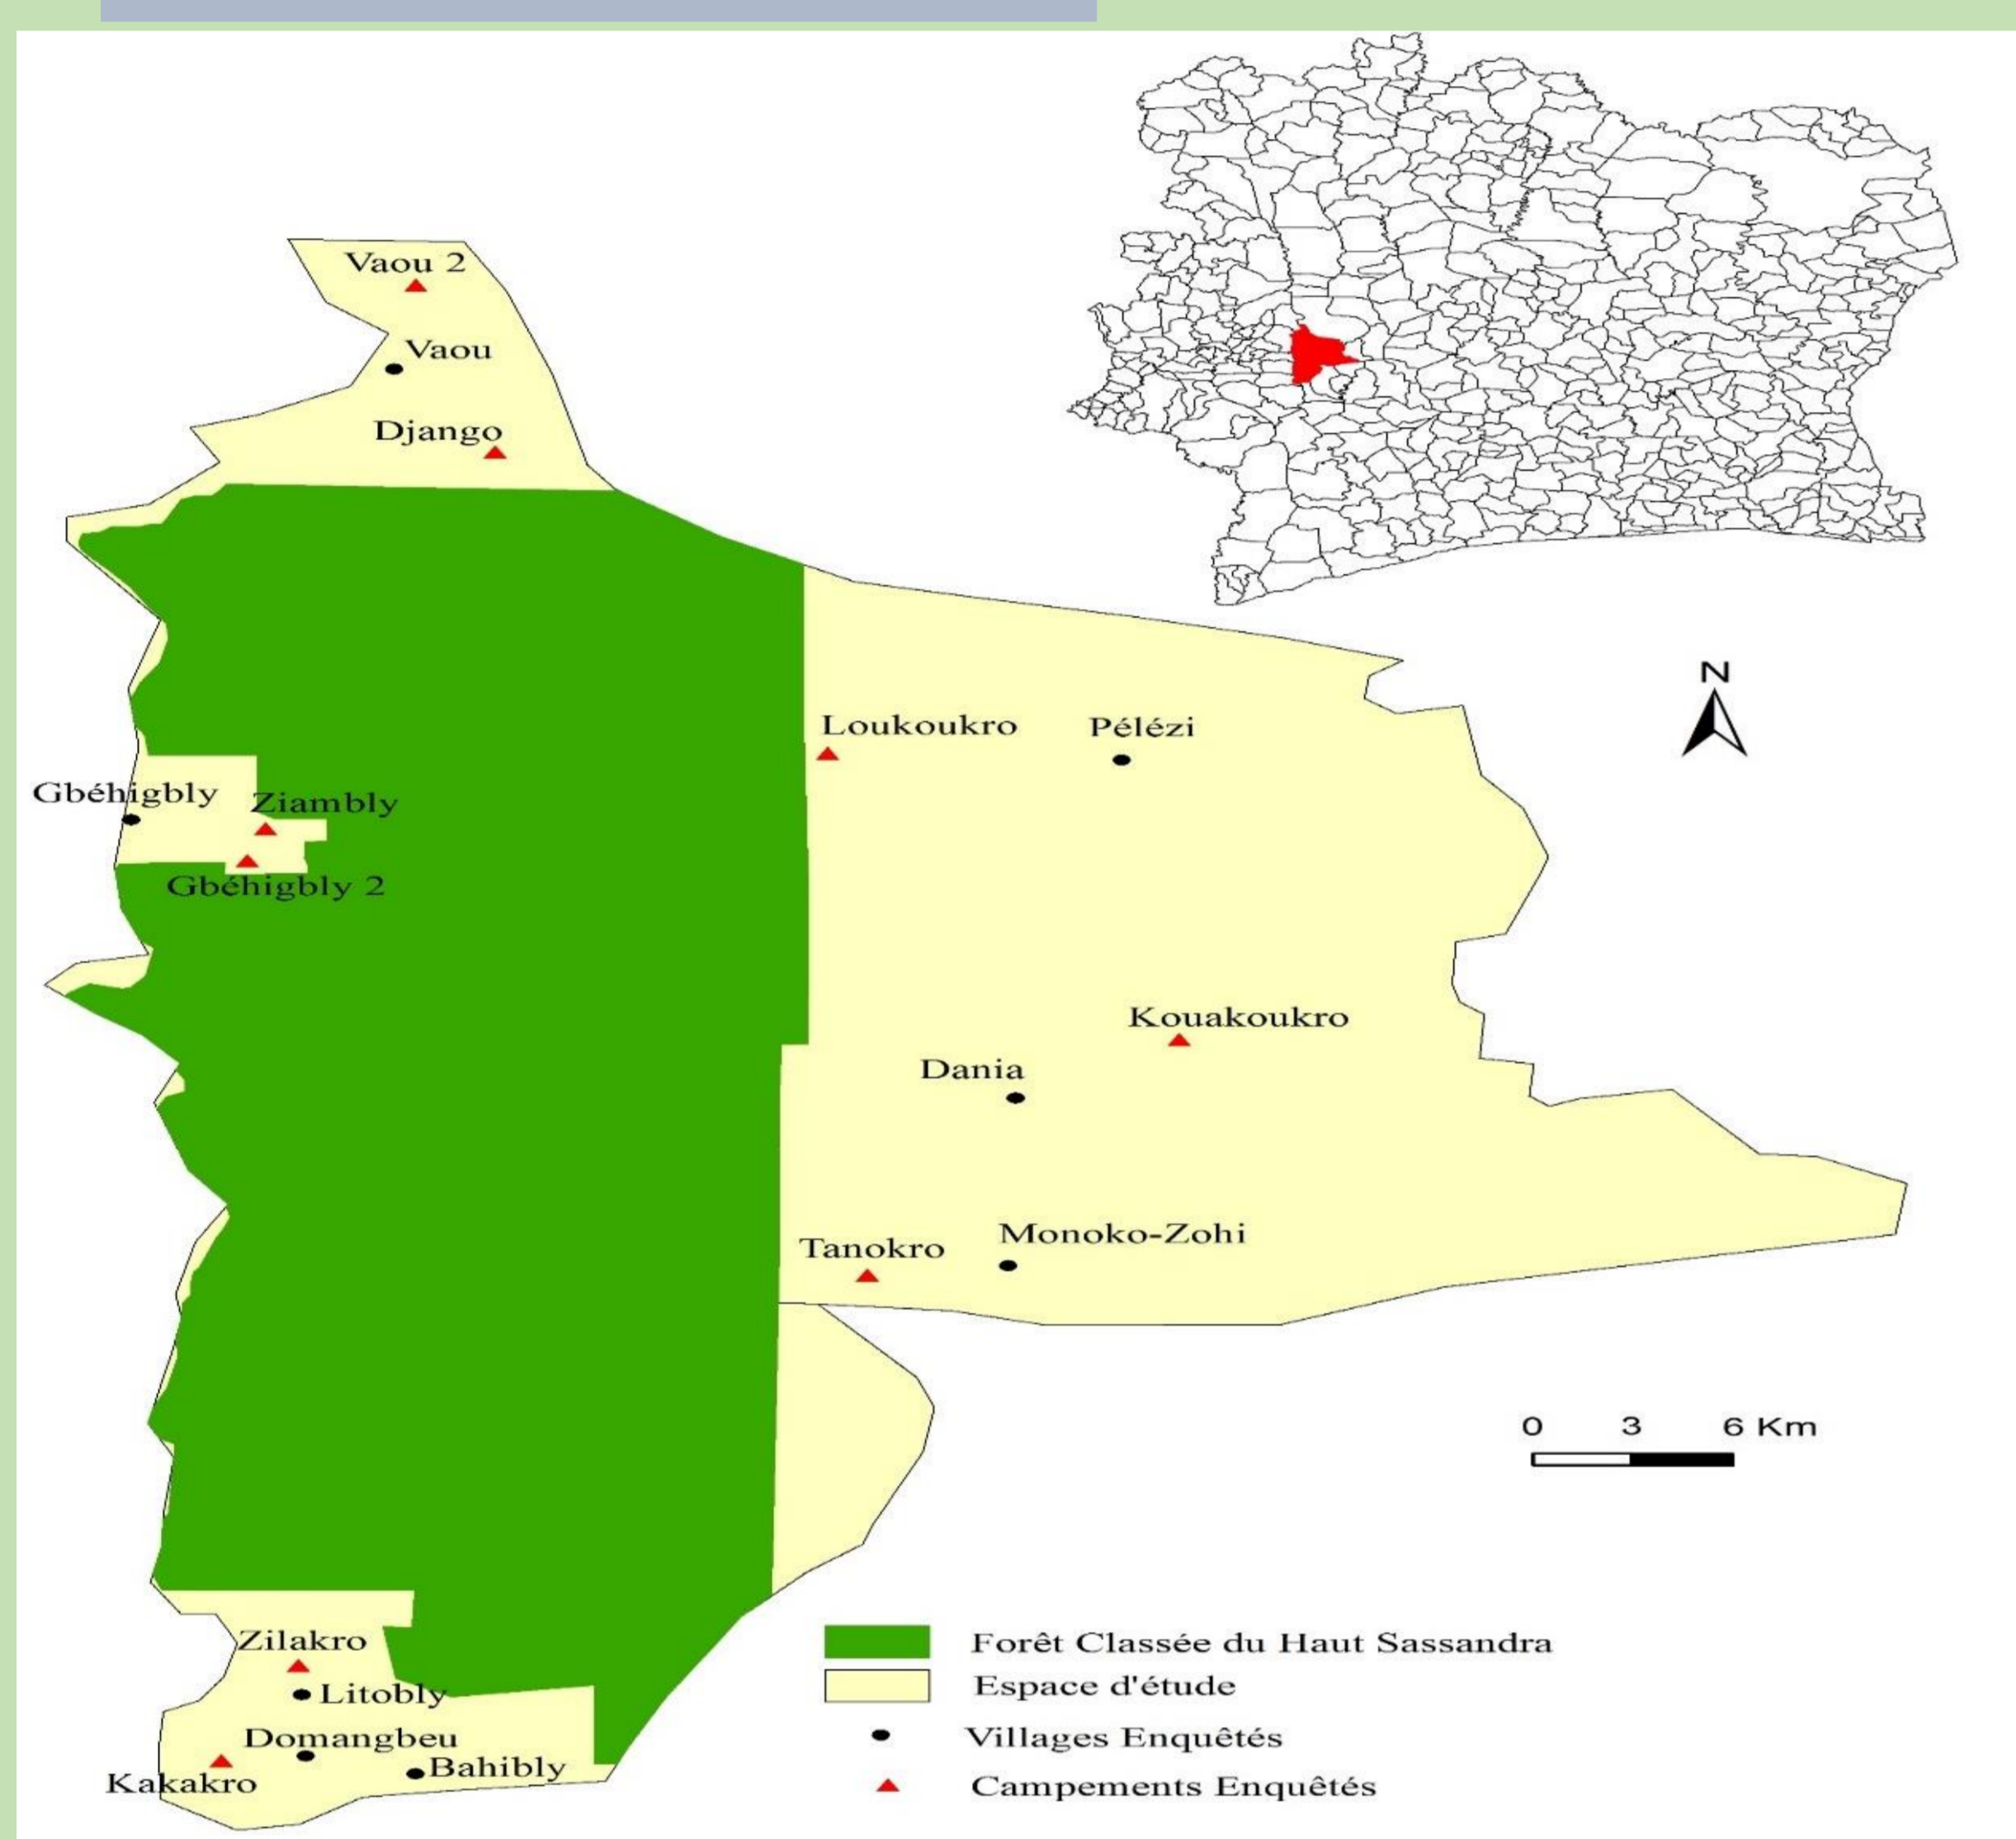 Vaou 2
Vaou
Django
N
Loukoukro
Pélézi
Gbéhigbly
Ziambly
Gbéhigbly 2
Kouakoukro
Dania
Monoko-Zohi
Tanokro
0 3 6 Km
Zilakro
Litobly
Domangbeu
Bahibly
Kakakro
Forêt Classée du Haut Sassandra
Espace d'étude
Villages Enquêtés
Campements Enquêtés